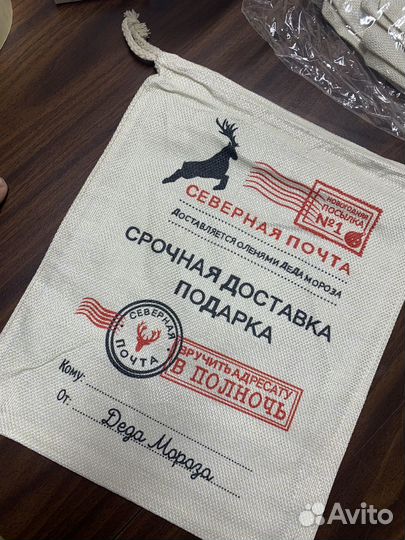 НОВОГОДНЯЯ
ПОСЫЛКА
№1
СЕВЕРНАЯ ПОЧТА
ДОСТАВЛЯЕТСЯ ОЛЕНЯМИ ДЕДА МОРОЗА
СРОЧНАЯ ДОСТАВКА
ПОДАРКА
СЕВЕРНАЯ
ПОЧТА
ВРУЧИТЬ АДРЕСАТУ
В ПОЛНОЧЬ
Кому:
От: Деда Мороза
Avito